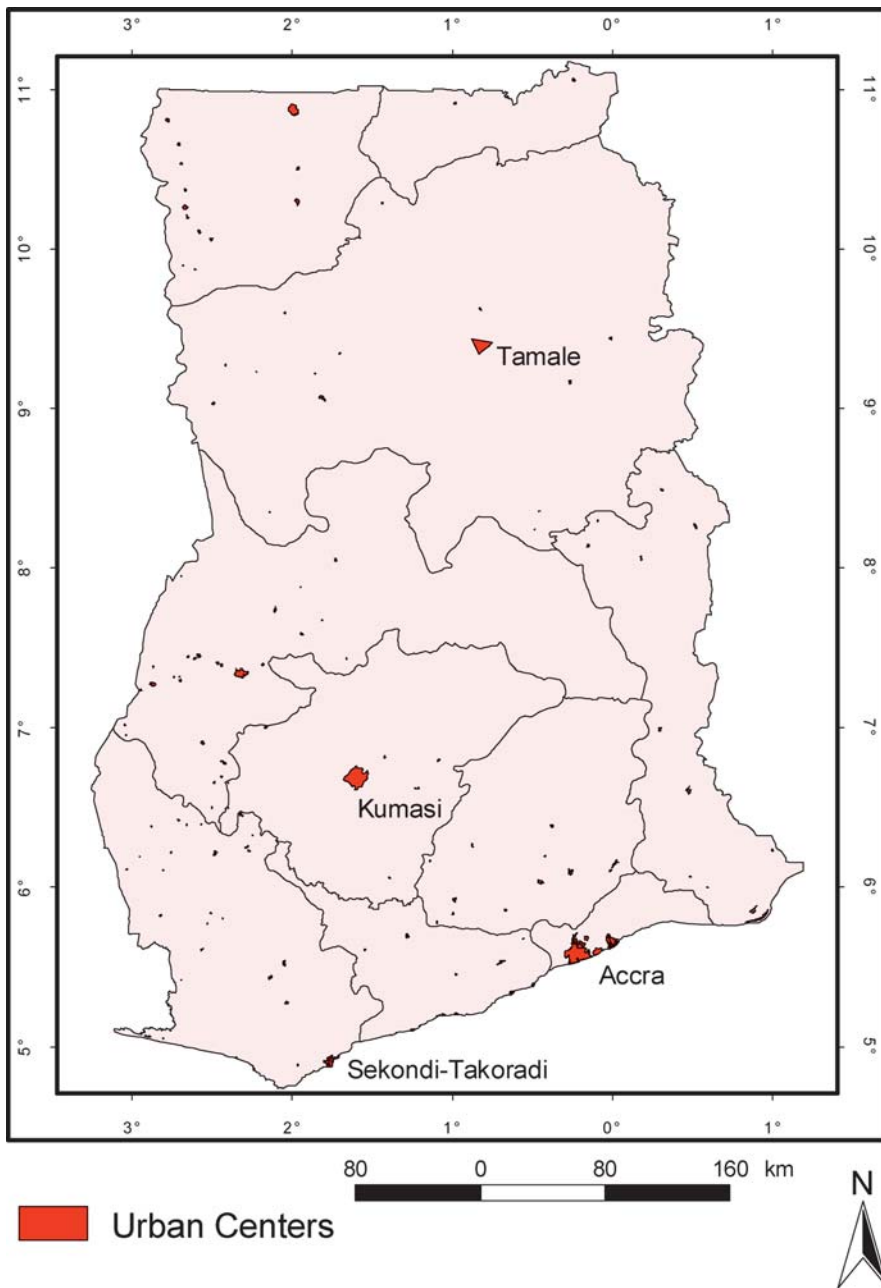 3° 2° 1° 0° 1°
11° 11°
10° 10°
Tamale
9° 9°
8° 8°
7° 7°
Kumasi
6° 6°
Accra
5° 5°
Sekondi-Takoradi
3° 2° 1° 0° 1°
80 0 80 160 km
N
Urban Centers